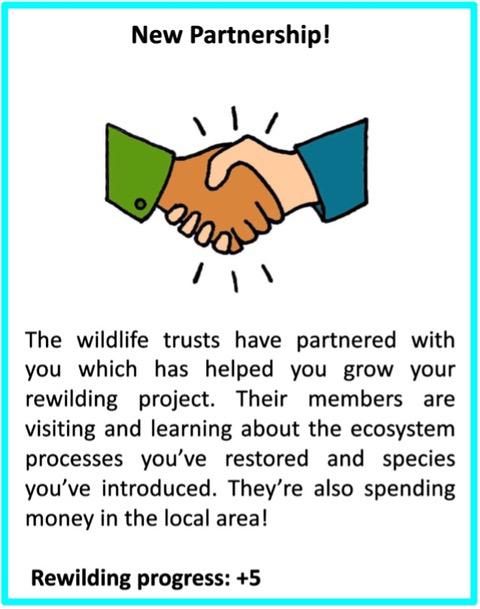 New Partnership!
The wildlife trusts have partnered with
you which has helped you grow your
rewilding project. Their members are
visiting and learning about the ecosystem
processes you’ve restored and species
you’ve introduced. They’re also spending
money in the local area!
Rewilding progress: +5